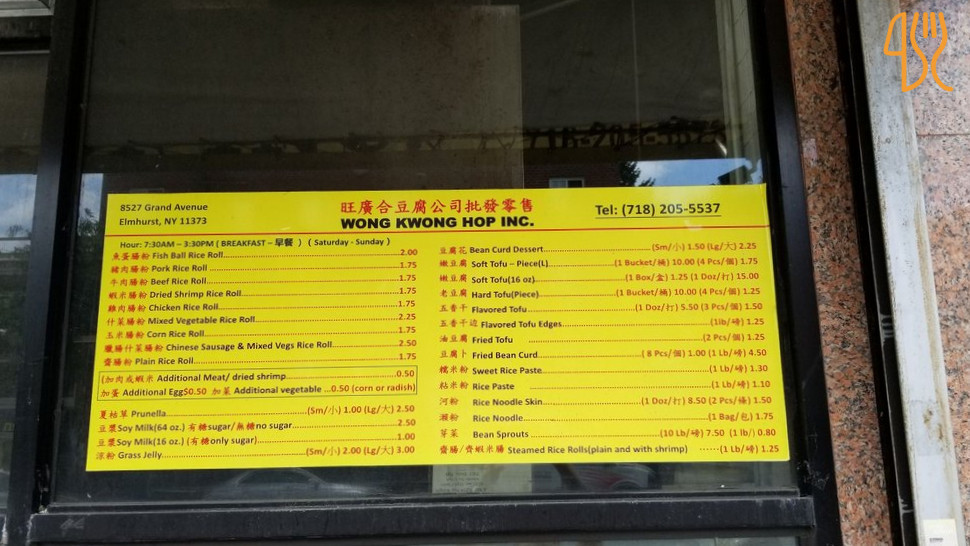 8527 Grand Avenue
Elmhurst, NY 11373
旺廣合豆腐公司批發零售
WONG KWONG HOP INC.
Tel: (718) 205-5537
Hour: 7:30AM – 3:30PM ( BREAKFAST – 早餐 ) ( Saturday - Sunday )
魚蛋腸粉 Fish Ball Rice Roll 2.00
豬肉腸粉 Pork Rice Roll 1.75
牛肉腸粉 Beef Rice Roll 1.75
蝦米腸粉 Dried Shrimp Rice Roll 1.75
雞肉腸粉 Chicken Rice Roll 1.75
什菜腸粉 Mixed Vegetable Rice Roll 2.25
玉米腸粉 Corn Rice Roll 1.75
臘腸什菜腸粉 Chinese Sausage & Mixed Vegs Rice Roll 2.50
齋腸粉 Plain Rice Roll 1.75
(加肉或蝦米 Additional Meat/ dried shrimp 0.50
加蛋 Additional Egg$0.50 加菜 Additional vegetable ...0.50 (corn or radish)
夏枯草 Prunella (Sm/小) 1.00 (Lg/大) 2.50
豆漿Soy Milk(64 oz.) 有糖sugar/無糖no sugar 2.50
豆漿Soy Milk(16 oz.) (有糖only sugar) 1.00
涼粉 Grass Jelly (Sm/小) 2.00 (Lg/大) 3.00
豆腐花 Bean Curd Dessert (Sm/小) 1.50 (Lg/大) 2.25
嫩豆腐 Soft Tofu – Piece(L) (1 Bucket/桶) 10.00 (4 Pcs/個) 1.75
嫩豆腐 Soft Tofu(16 oz) (1 Box/盒) 1.25 (1 Doz/打) 15.00
老豆腐 Hard Tofu(Piece) (1 Bucket/桶) 10.00 (4 Pcs/個) 1.25
五香干 Flavored Tofu (1 Doz/打) 5.50 (3 Pcs/個) 1.50
五香干边 Flavored Tofu Edges (1lb/磅) 1.25
油豆腐 Fried Tofu (2 Pcs/個) 1.25
豆腐卜 Fried Bean Curd ( 8 Pcs/個) 1.00 (1 Lb/磅) 4.50
糯米粉 Sweet Rice Paste (1 Lb/磅) 1.30
粘米粉 Rice Paste (1 Lb/磅) 1.10
河粉 Rice Noodle Skin (1 Doz/打) 8.50 (2 Pcs/條) 1.50
瀨粉 Rice Noodle (1 Bag/包) 1.75
芽菜 Bean Sprouts (10 Lb/磅) 7.50 (1 lb/) 0.80
齋腸/齊蝦米腸 Steamed Rice Rolls(plain and with shrimp) (1 Lb/磅) 1.25